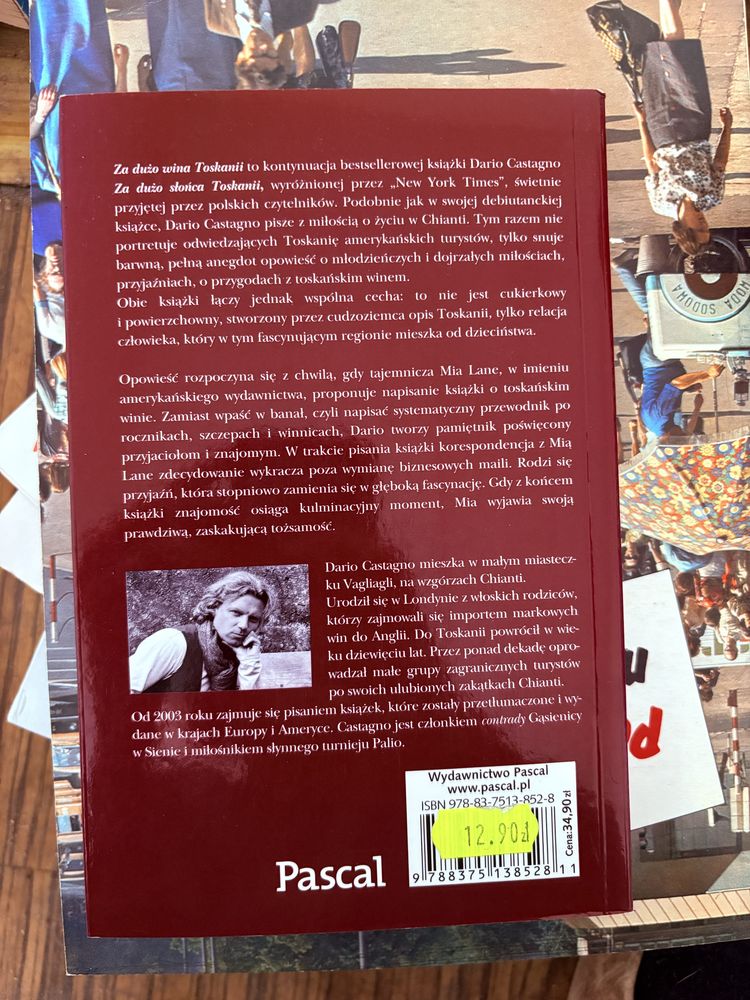 Za dużo wina Toskanii to kontynuacja bestsellerowej książki Dario Castagno
Za dużo słońca Toskanii, wyróżnionej przez „New York Times”, świetnie
przyjętej przez polskich czytelników. Podobnie jak w swojej debiutanckiej
książce, Dario Castagno pisze z miłością o życiu w Chianti. Tym razem nie
portretuje odwiedzających Toskanię amerykańskich turystów, tylko snuje
barwną, pełną anegdot opowieść o młodzieńczych i dojrzałych miłościach,
przyjaźniach, o przygodach z toskańskim winem.
Obie książki łączy jednak wspólna cecha: to nie jest cukierkowy
i powierzchowny, stworzony przez cudzoziemca opis Toskanii, tylko relacja
człowieka, który w tym fascynującym regionie mieszka od dzieciństwa.
Opowieść rozpoczyna się z chwilą, gdy tajemnicza Mia Lane, w imieniu
amerykańskiego wydawnictwa, proponuje napisanie książki o toskańskim
winie. Zamiast wpaść w banał, czyli napisać systematyczny przewodnik po
rocznikach, szczepach i winnicach, Dario tworzy pamiętnik poświęcony
przyjaciołom i znajomym. W trakcie pisania książki korespondencja z Mią
Lane zdecydowanie wykracza poza wymianę biznesowych maili. Rodzi się
przyjaźń, która stopniowo zamienia się w głęboką fascynację. Gdy z końcem
książki znajomość osiąga kulminacyjny moment, Mia wyjawia swoją
prawdziwą, zaskakującą tożsamość.
Dario Castagno mieszka w małym miastecz-
ku Vagliagli, na wzgórzach Chianti.
Urodził się w Londynie z włoskich rodziców,
którzy zajmowali się importem markowych
win do Anglii. Do Toskanii powrócił w wie-
ku dziewięciu lat. Przez ponad dekadę opro-
wadzał małe grupy zagranicznych turystów
po swoich ulubionych zakątkach Chianti.
Od 2003 roku zajmuje się pisaniem książek, które zostały przetłumaczone i wy-
dane w krajach Europy i Ameryce. Castagno jest członkiem contrady Gąsienicy
w Sienie i miłośnikiem słynnego turnieju Palio.
Wydawnictwo Pascal
www.pascal.pl
ISBN 978-83-7513-852-8
12.90zł
Cena: 34,90 zł
9 788375 138528 11
Pascal
WODA SODOWA